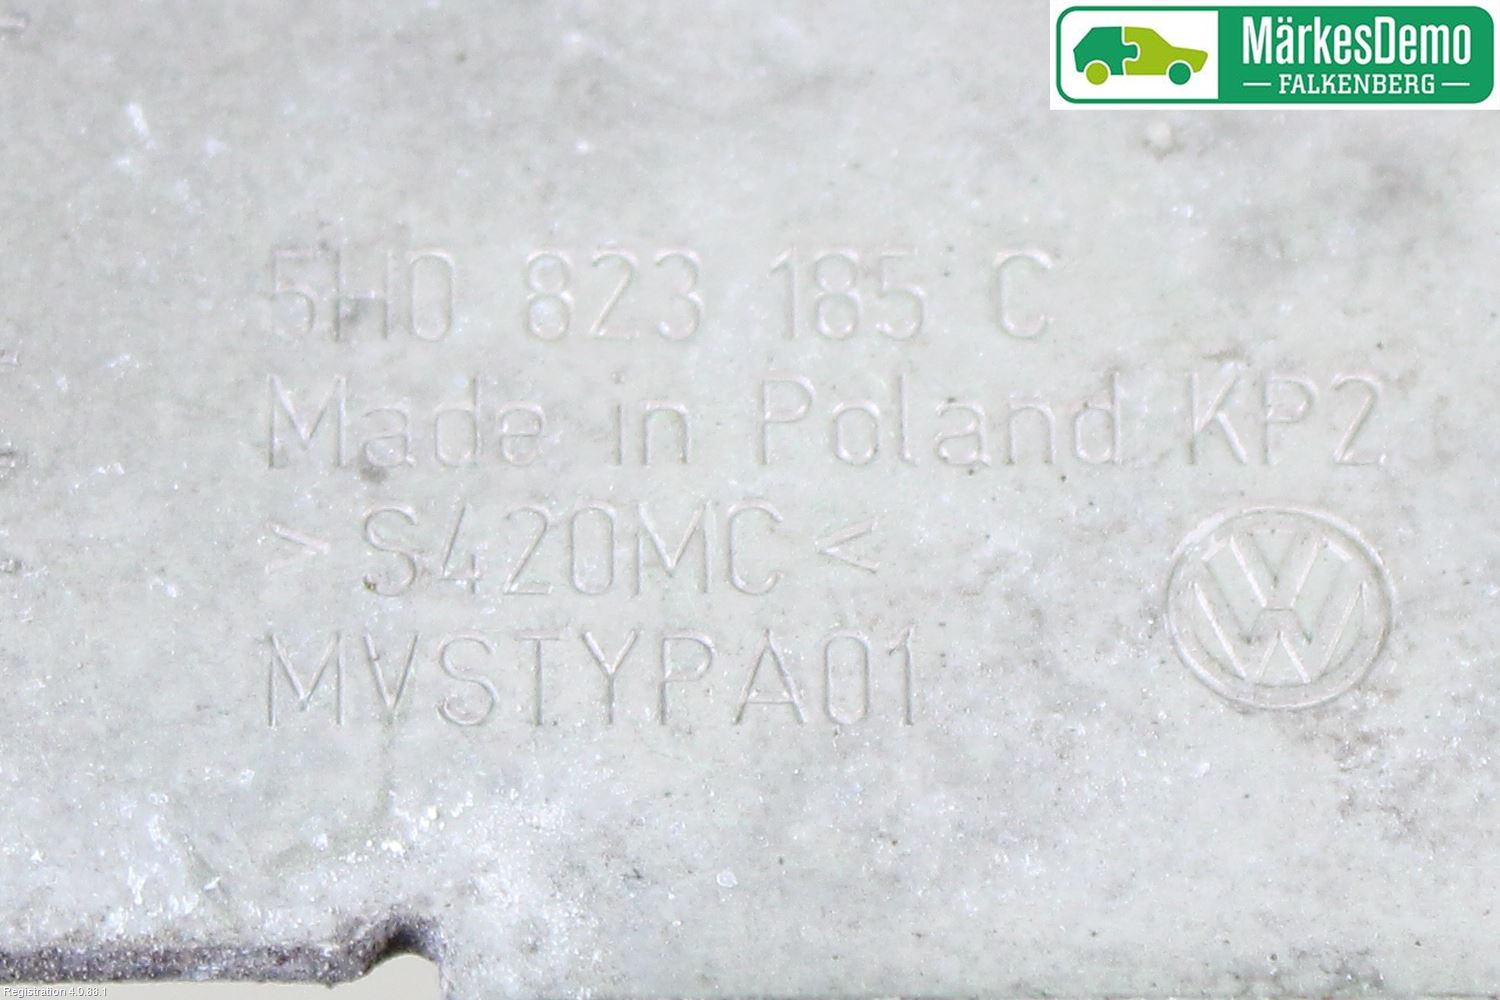 MärkesDemo
FALKENBERG
5H0 823 185 C
Made in Poland KP2
>S420MC<
MVSTYPA01
Registration 4.0.88.1